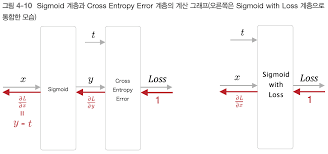 그림 4-10 Sigmoid 계층과 Cross Entropy Error 계층의 계산 그래프(오른쪽은 Sigmoid with Loss 계층으로
통합한 모습)
t
t
x
Sigmoid
y
Cross
Entropy
Error
Loss
∂L/∂x
∂L/∂y
1
=
y - t
x
Sigmoid
with
Loss
Loss
∂L/∂x
1